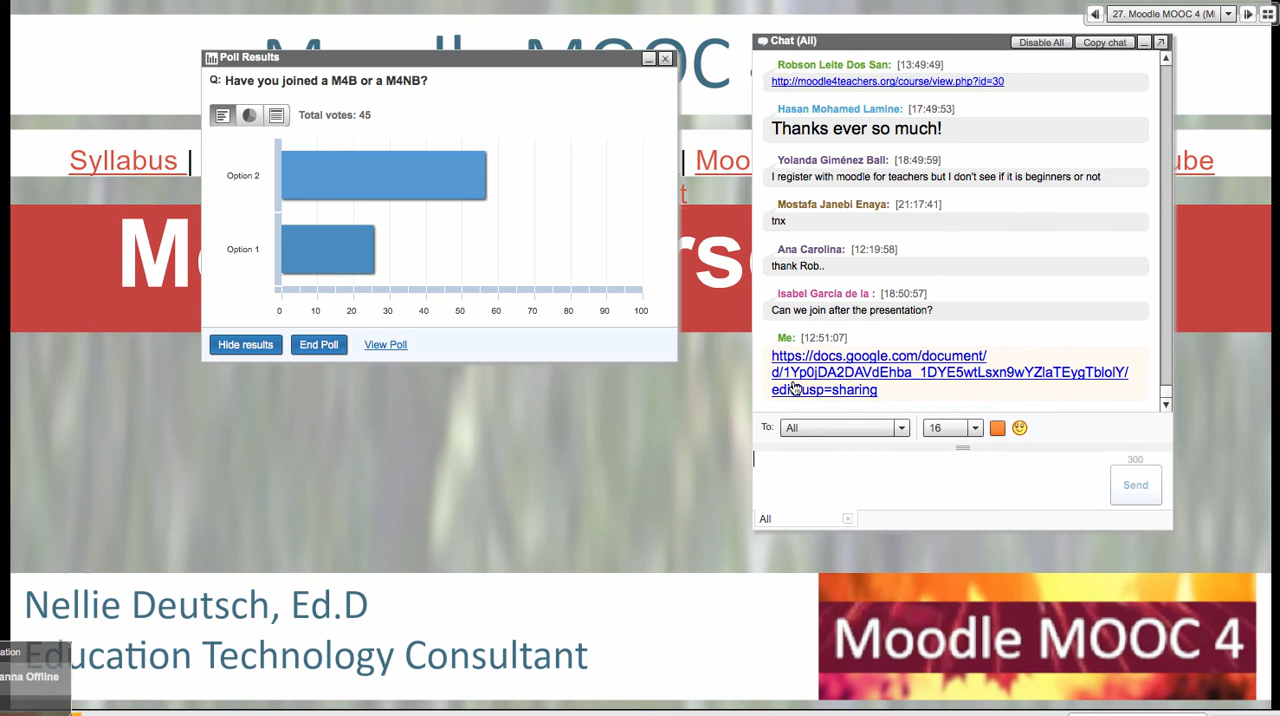 27. Moodle MOOC 4 (M
Poll Results
Q: Have you joined a M4B or a M4NB?
Total votes: 45
Option 2
Option 1
0 10 20 30 40 50 60 70 80 90 100
Hide results End Poll View Poll
Syllabus |
| Moo
Chat (All) Disable All Copy chat
Robson Leite Dos San: [13:49:49]
http://moodle4teachers.org/course/view.php?id=30
Hasan Mohamed Lamine: [17:49:53]
Thanks ever so much!
Yolanda Giménez Ball: [18:49:59]
I register with moodle for teachers but I don't see if it is beginners or not
Mostafa Janebi Enaya: [21:17:41]
tnx
Ana Carolina: [12:19:58]
thank Rob..
Isabel García de la : [18:50:57]
Can we join after the presentation?
Me: [12:51:07]
https://docs.google.com/document/
To: All 16
300
Send
All
Nellie Deutsch, Ed.D
Education Technology Consultant
Moodle MOOC 4
anna Offline